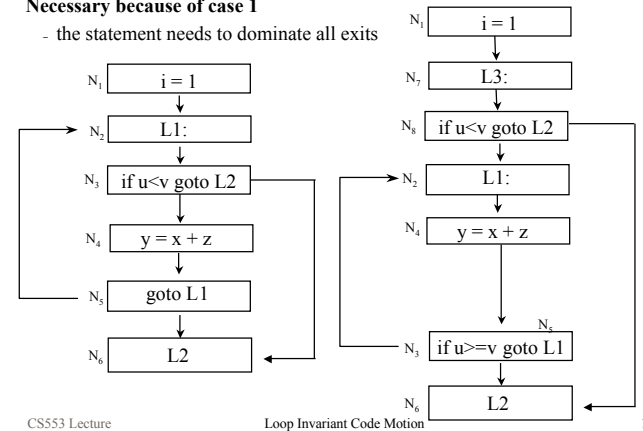 Necessary because of case 1
- the statement needs to dominate all exits
N1 i = 1
N2 L1:
N3 if u<v goto L2
N4 y = x + z
N5 goto L1
N6 L2
N1 i = 1
N7 L3:
N8 if u<v goto L2
N2 L1:
N4 y = x + z
N5
N3 if u>=v goto L1
N6 L2
CS553 Lecture
Loop Invariant Code Motion